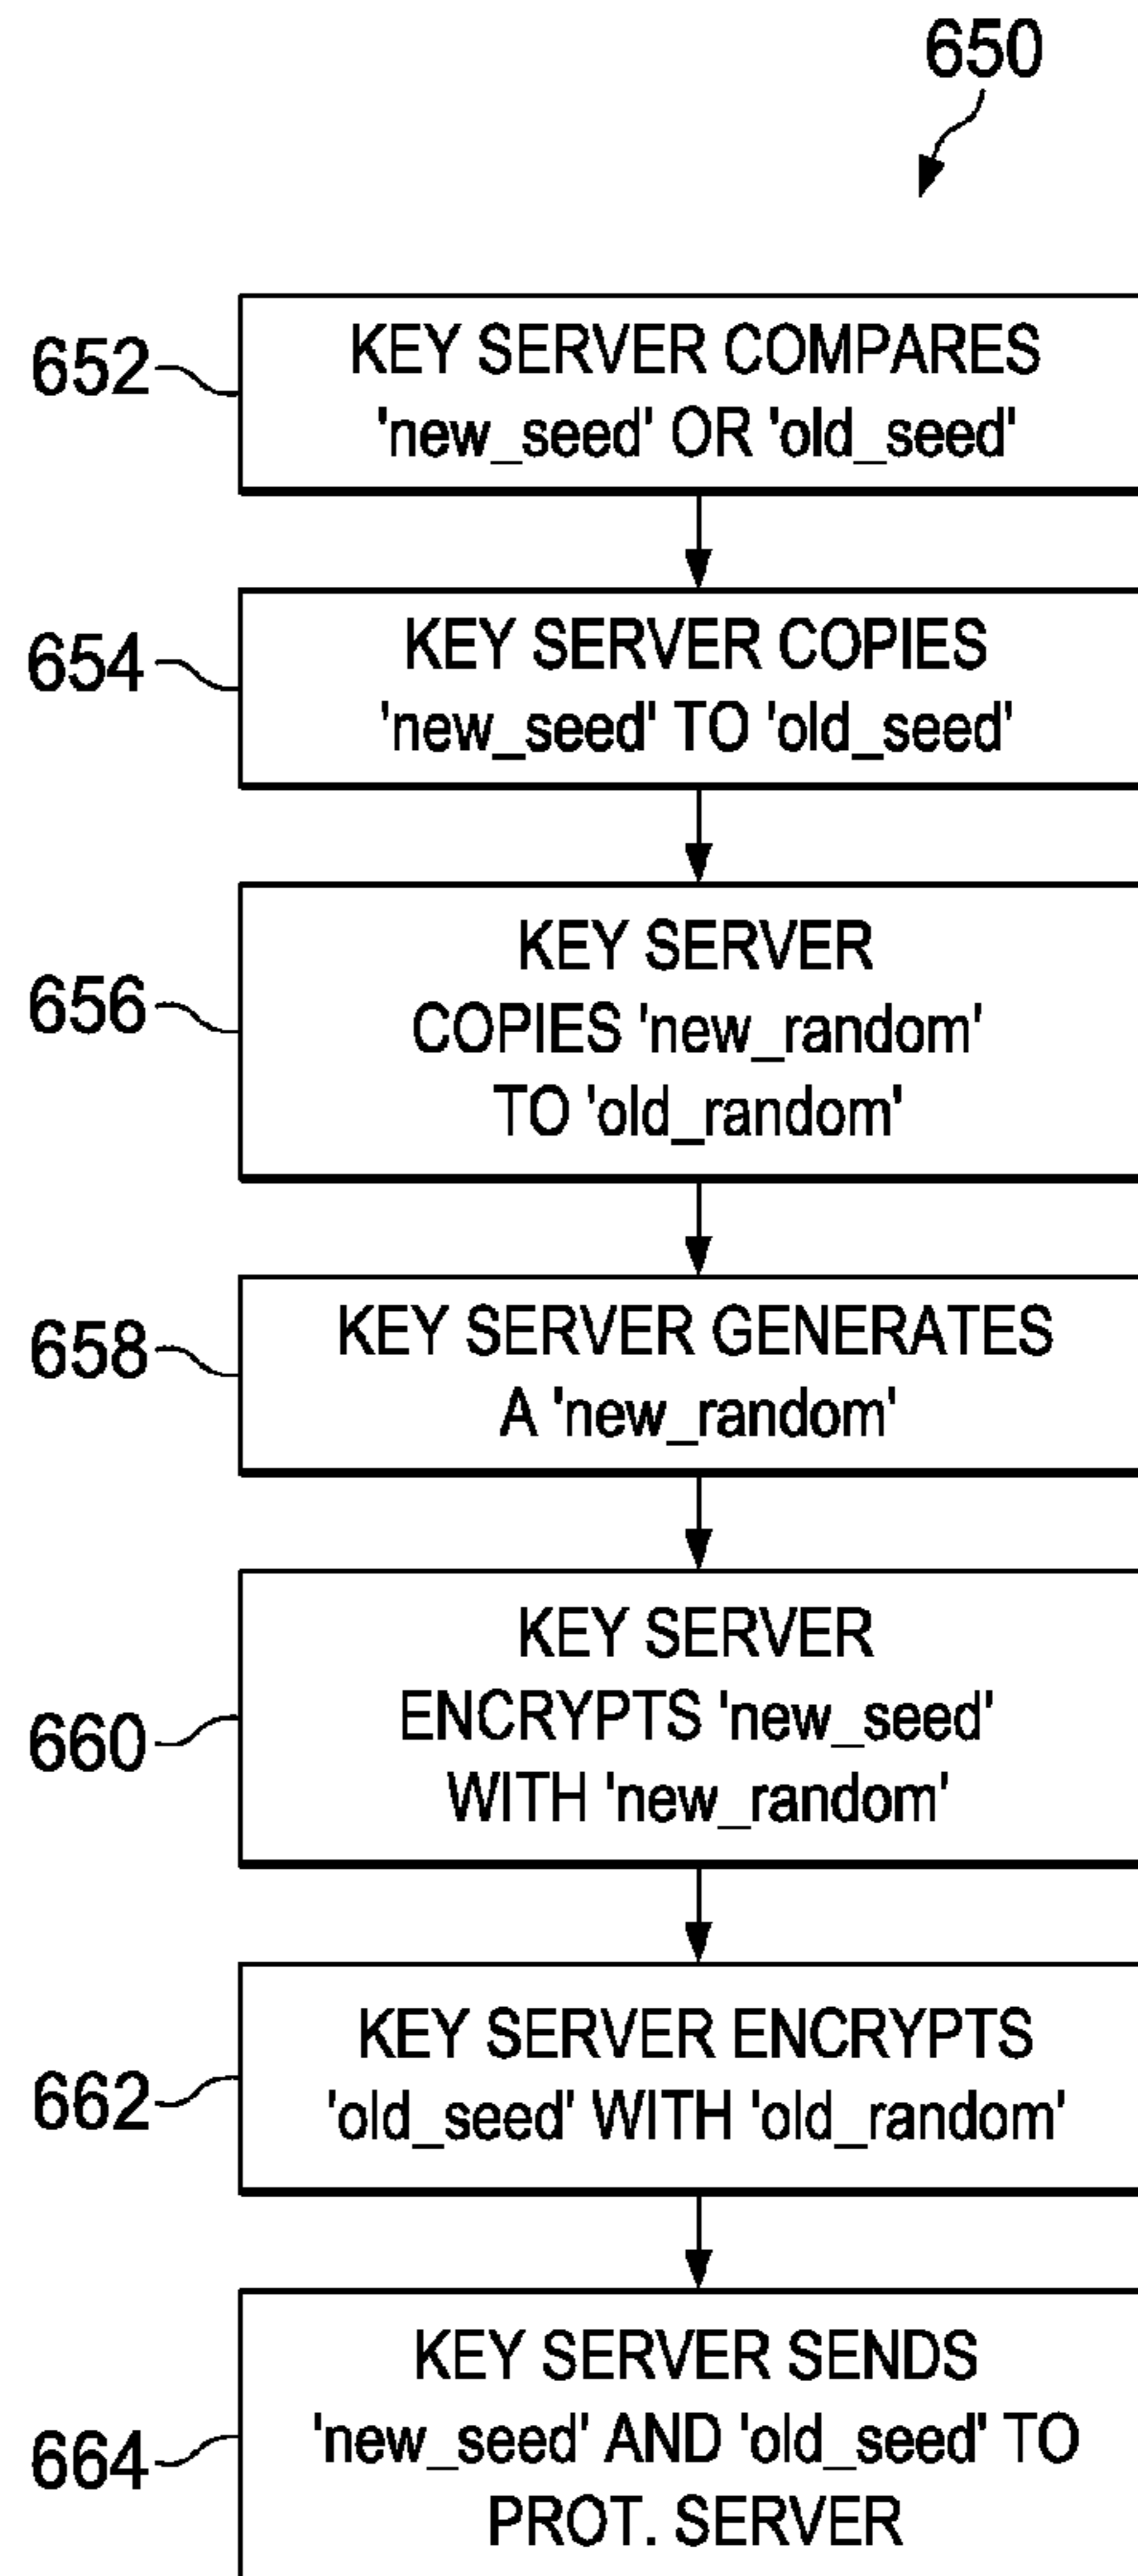 650
652
KEY SERVER COMPARES
'new_seed' OR 'old_seed'
654
KEY SERVER COPIES
'new_seed' TO 'old_seed'
656
KEY SERVER
COPIES 'new_random'
TO 'old_random'
658
KEY SERVER GENERATES
A 'new_random'
660
KEY SERVER
ENCRYPTS 'new_seed'
WITH 'new_random'
662
KEY SERVER ENCRYPTS
'old_seed' WITH 'old_random'
664
KEY SERVER SENDS
'new_seed' AND 'old_seed' TO
PROT. SERVER